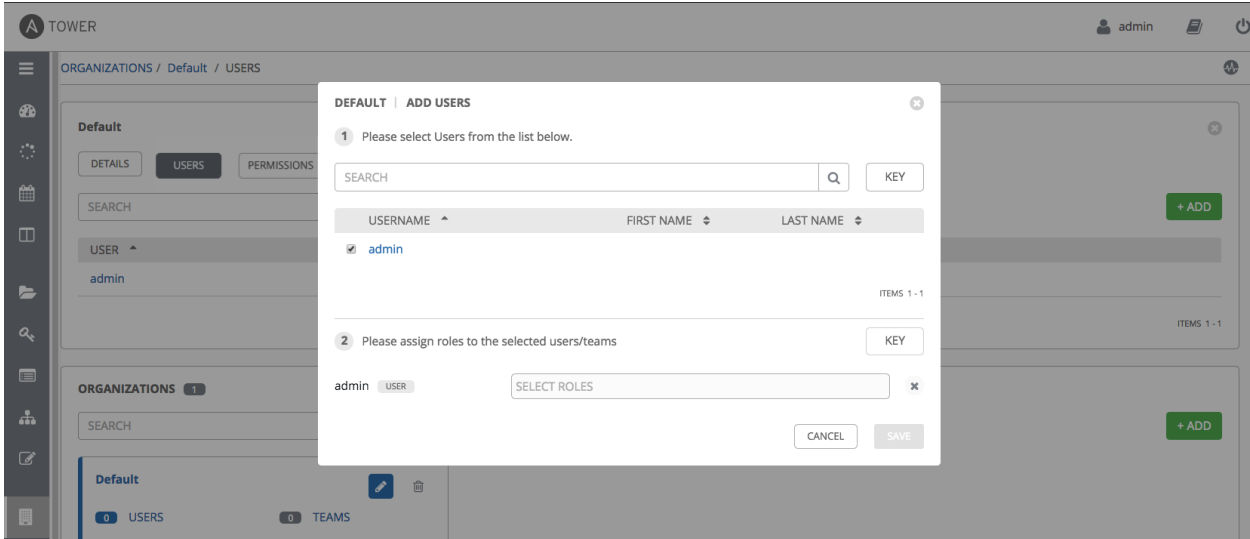 A TOWER
admin
ORGANIZATIONS / Default / USERS
Default
DETAILS USERS PERMISSIONS
SEARCH
+ ADD
USER
admin
ITEMS 1 - 1
DEFAULT | ADD USERS
1 Please select Users from the list below.
SEARCH KEY
USERNAME FIRST NAME LAST NAME
admin
ITEMS 1 - 1
2 Please assign roles to the selected users/teams KEY
admin USER SELECT ROLES
CANCEL SAVE
ORGANIZATIONS 1
SEARCH
+ ADD
Default
0 USERS 0 TEAMS